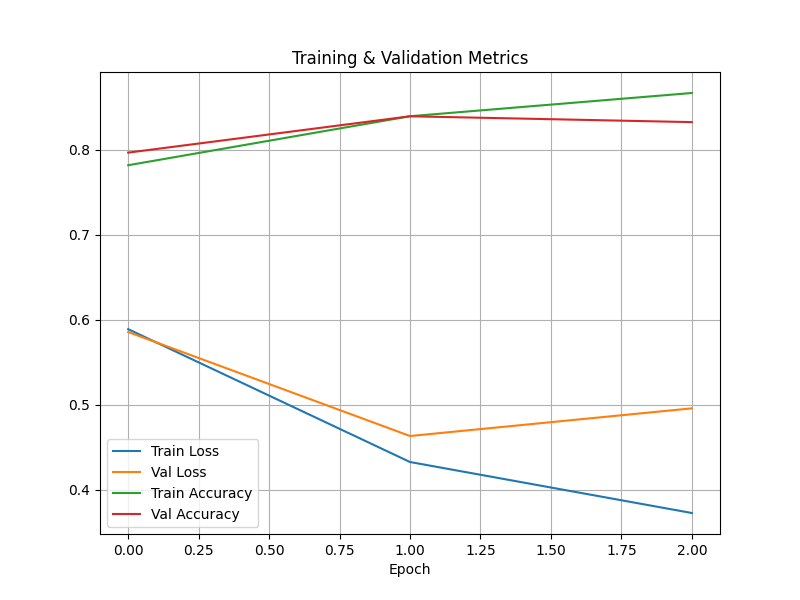 Training & Validation Metrics
0.8
0.7
0.6
0.5
0.4
Train Loss
Val Loss
Train Accuracy
Val Accuracy
0.00 0.25 0.50 0.75 1.00 1.25 1.50 1.75 2.00
Epoch